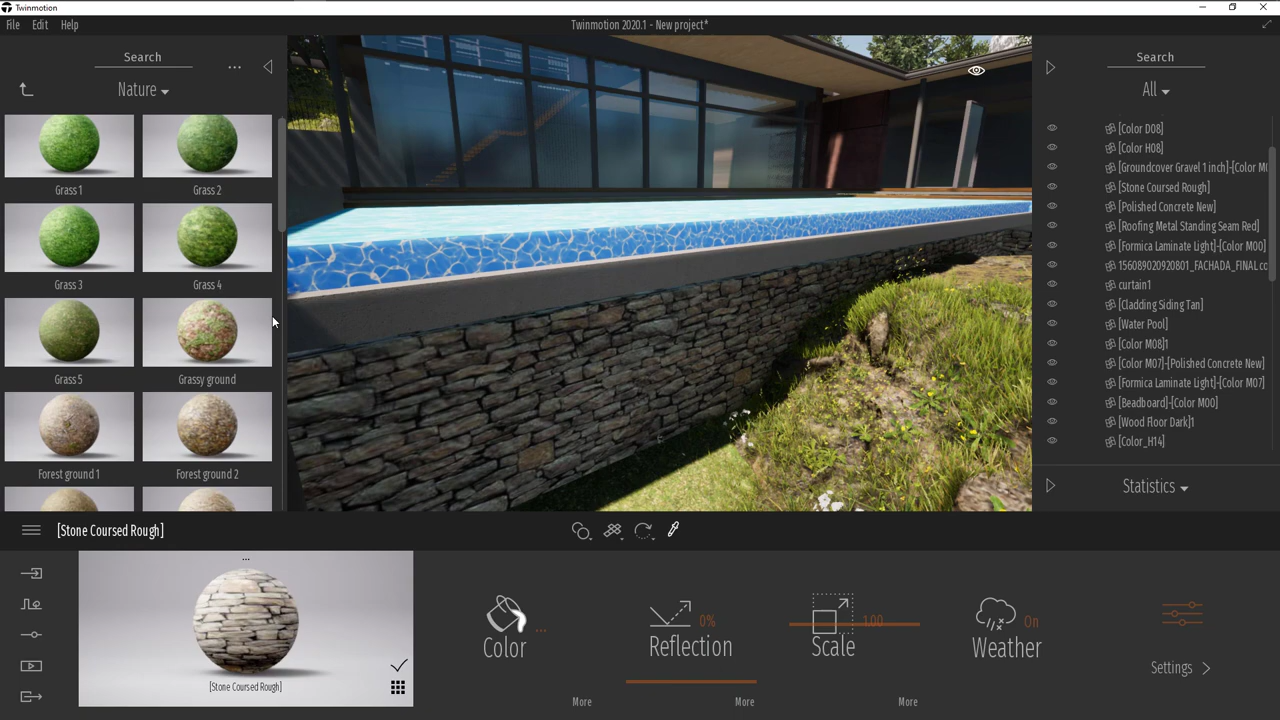 Twinmotion
File Edit Help
Twinmotion 2020.1 - New project*
Search
...
Nature
Grass 1
Grass 2
Grass 3
Grass 4
Grass 5
Grassy ground
Forest ground 1
Forest ground 2
Search
All
[Color D08]
[Color H08]
[Groundcover Gravel 1 inch]-[Color M0
[Stone Coursed Rough]
[Polished Concrete New]
[Roofing Metal Standing Seam Red]
[Formica Laminate Light]-[Color M00]
156089020920801_FACHADA_FINAL.co
curtain1
[Cladding Siding Tan]
[Water Pool]
[Color M08]1
[Color M07]-[Polished Concrete New]
[Formica Laminate Light]-[Color M07]
[Beadboard]-[Color M00]
[Wood Floor Dark]1
[Color_H14]
Statistics
[Stone Coursed Rough]
...
[Stone Coursed Rough]
Color
...
More
Reflection
0%
More
Scale
1.00
More
Weather
On
Settings